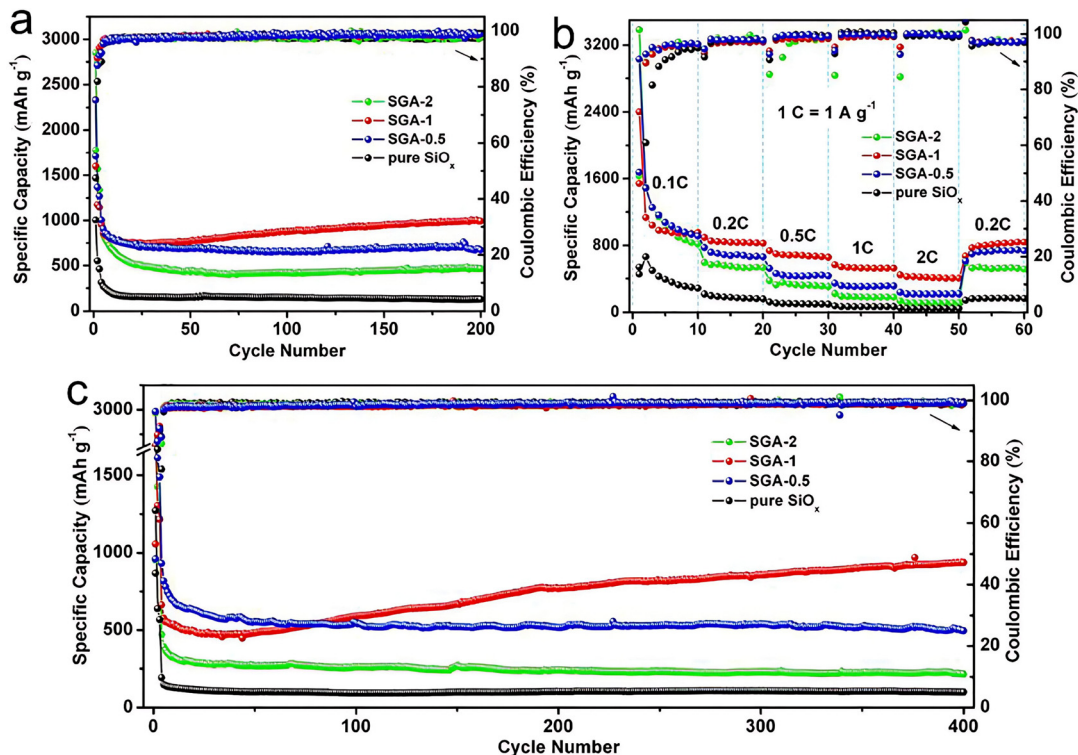 a
Specific Capacity (mAh g⁻¹)
3000
2500
2000
1500
1000
500
0
0
50
100
150
200
Cycle Number
100
80
60
40
20
0
Coulombic Efficiency (%)
SGA-2
SGA-1
SGA-0.5
pure SiOₓ
b
Specific Capacity (mAh g⁻¹)
3200
2400
1600
800
0
0
10
20
30
40
50
60
Cycle Number
100
80
60
40
20
0
Coulombic Efficiency (%)
1 C = 1 A g⁻¹
SGA-2
SGA-1
SGA-0.5
pure SiOₓ
0.1C
0.2C
0.5C
1C
2C
0.2C
c
Specific Capacity (mAh g⁻¹)
3000
1500
1000
500
0
0
50
100
200
300
400
Cycle Number
100
80
60
40
20
0
Coulombic Efficiency (%)
SGA-2
SGA-1
SGA-0.5
pure SiOₓ